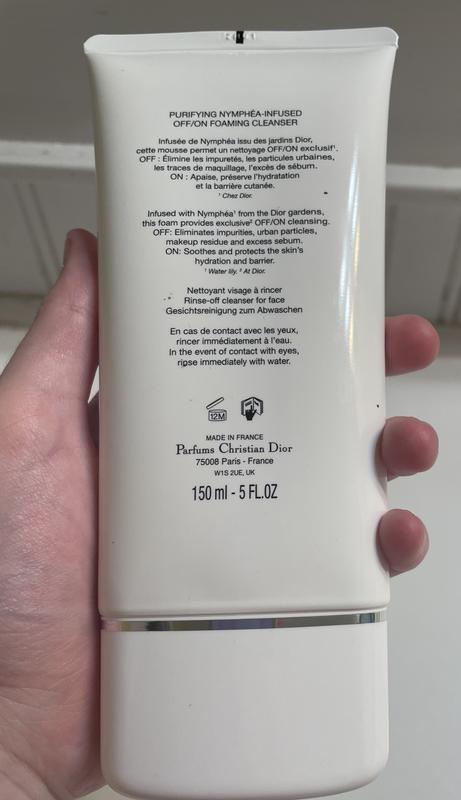 PURIFYING NYMPHÉA-INFUSED
OFF/ON FOAMING CLEANSER
Infusée de Nymphéa issu des jardins Dior,
cette mousse permet un nettoyage OFF/ON exclusif¹.
OFF : Élimine les impuretés, les particules urbaines,
les traces de maquillage, l'excès de sébum.
ON : Apaise, préserve l'hydratation
et la barrière cutanée.
¹ Chez Dior.
Infused with Nymphéa¹ from the Dior gardens,
this foam provides exclusive² OFF/ON cleansing.
OFF: Eliminates impurities, urban particles,
makeup residue and excess sebum.
ON: Soothes and protects the skin's
hydration and barrier.
¹ Water lily. ² At Dior.
Nettoyant visage à rincer
Rinse-off cleanser for face
Gesichtsreinigung zum Abwaschen
En cas de contact avec les yeux,
rincer immédiatement à l'eau.
In the event of contact with eyes,
rinse immediately with water.
12M
MADE IN FRANCE
Parfums Christian Dior
75008 Paris - France
W1S 2UE, UK
150 ml - 5 FL.OZ